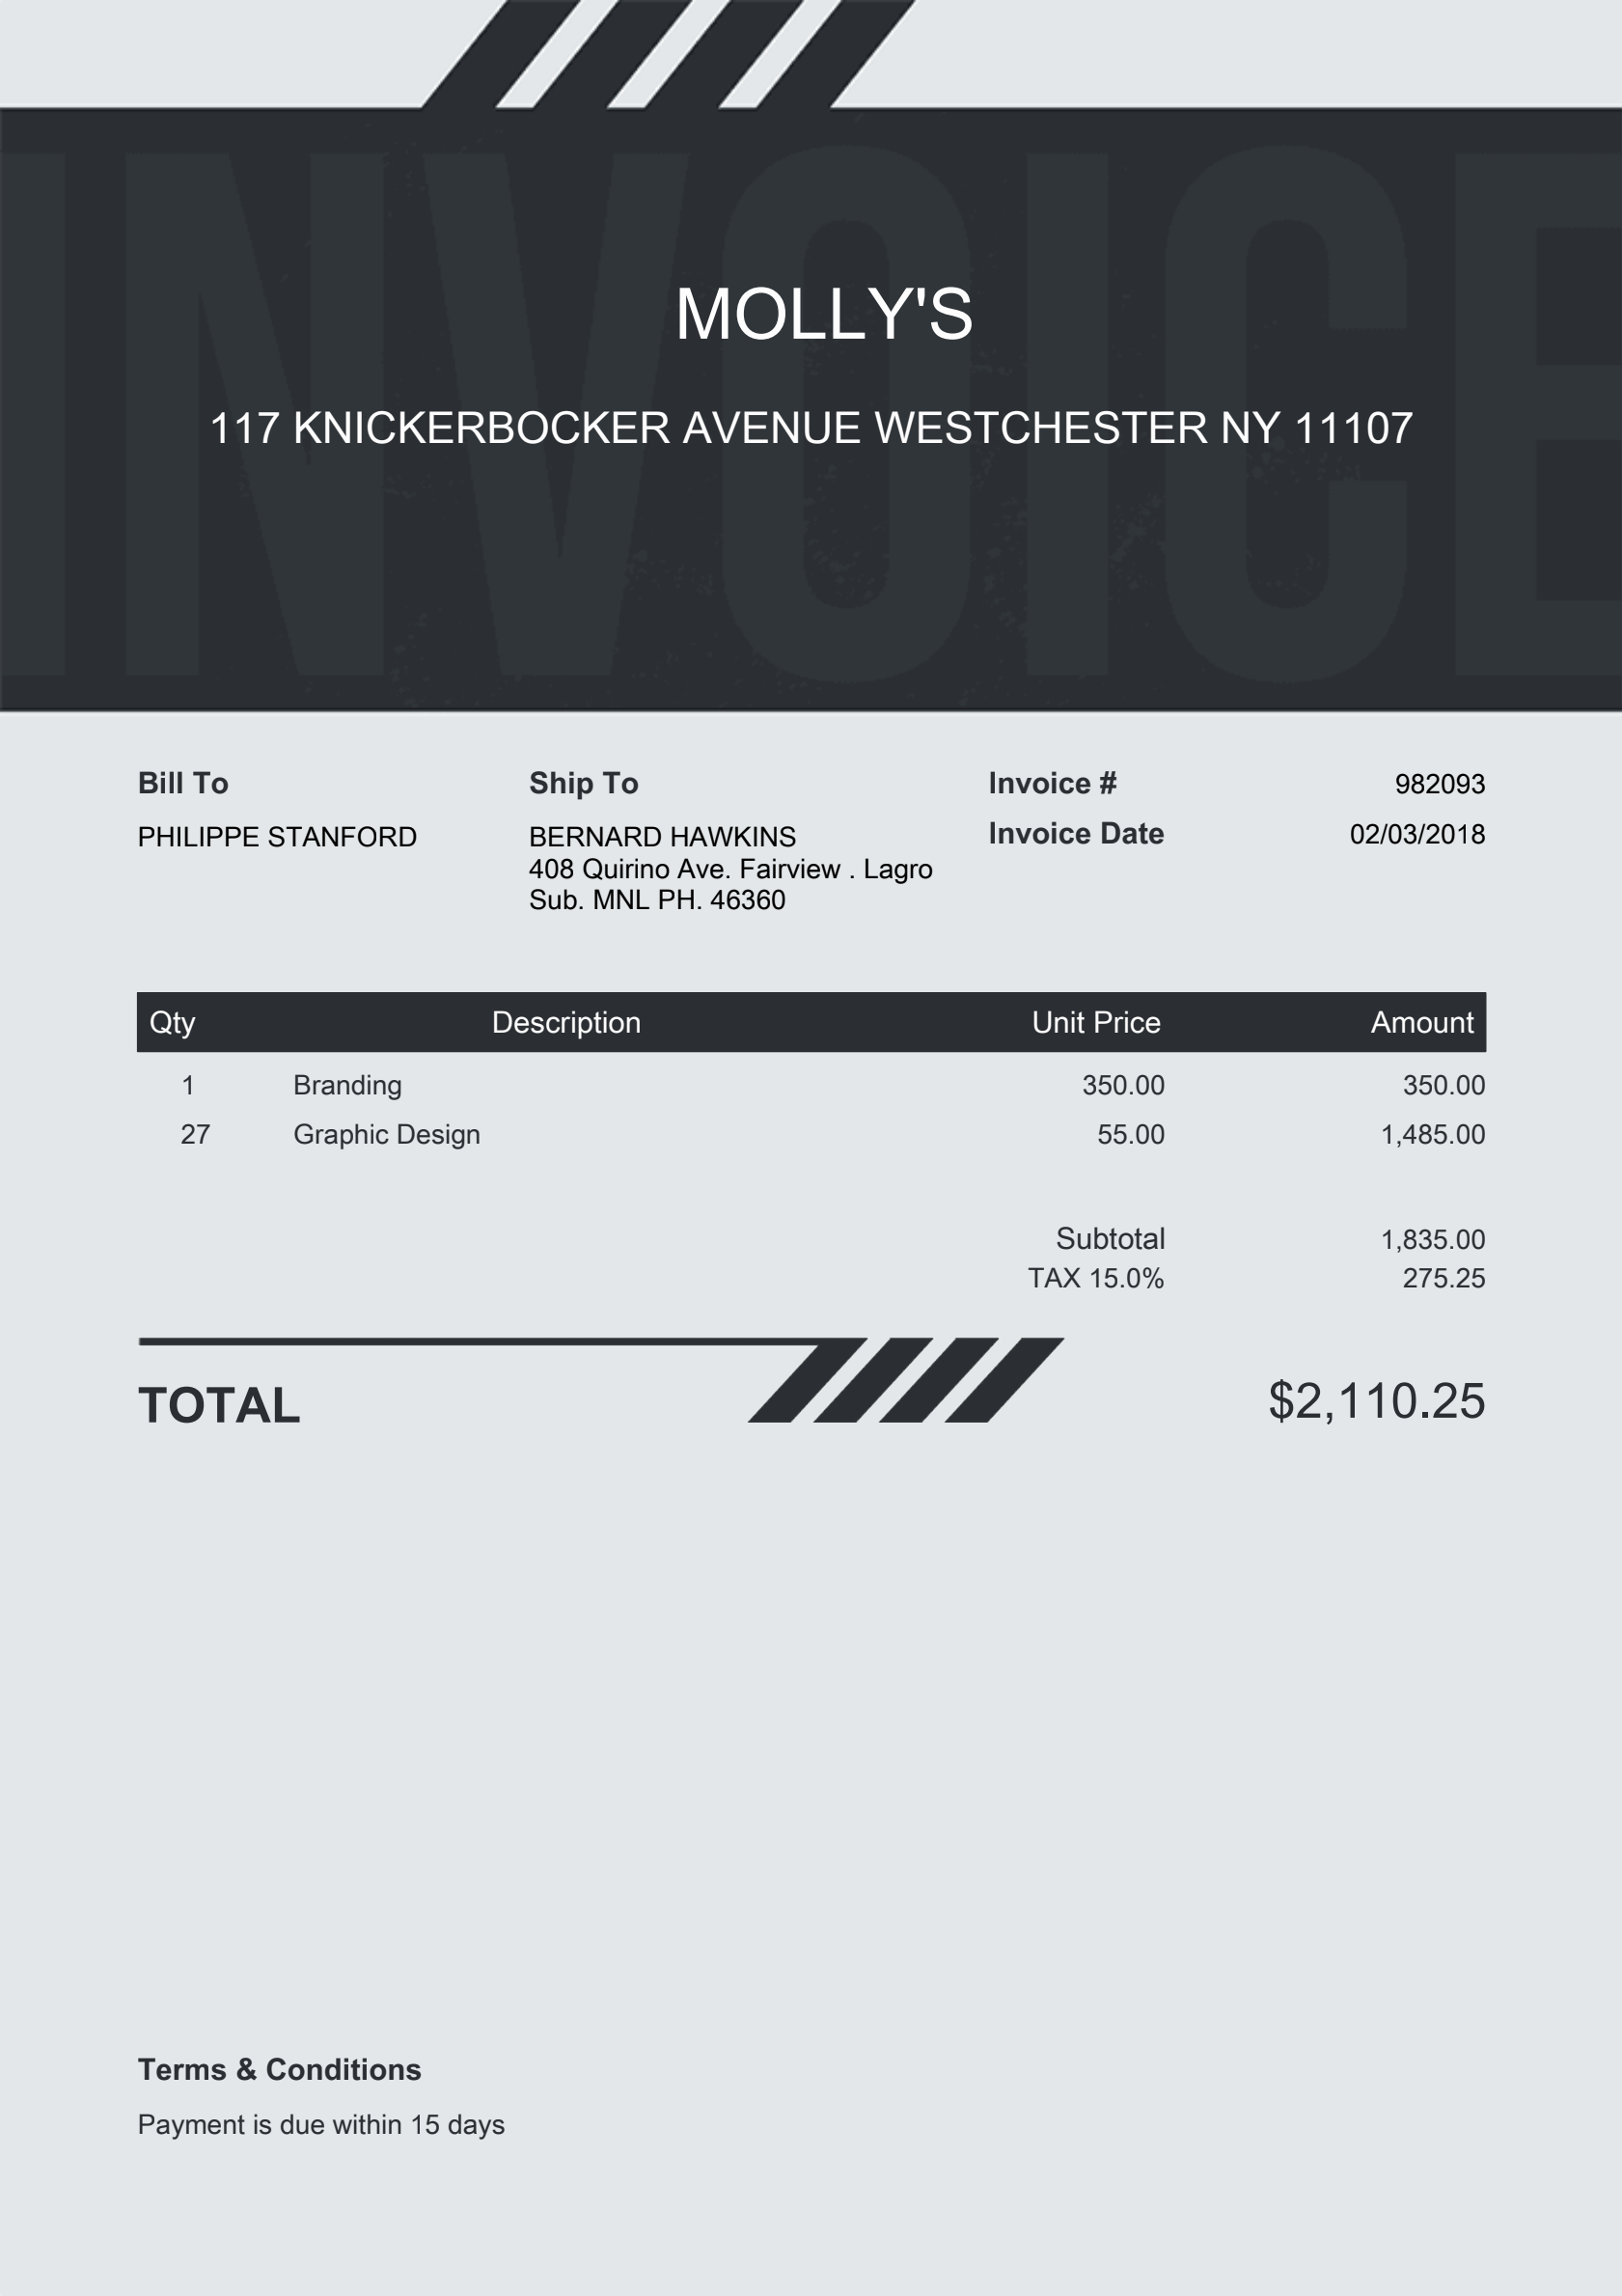 INVOICE
MOLLY'S
117 KNICKERBOCKER AVENUE WESTCHESTER NY 11107
Bill To Ship To Invoice # 982093
PHILIPPE STANFORD BERNARD HAWKINS Invoice Date 02/03/2018
408 Quirino Ave. Fairview . Lagro
Sub. MNL PH. 46360
Qty Description Unit Price Amount
1 Branding 350.00 350.00
27 Graphic Design 55.00 1,485.00
Subtotal 1,835.00
TAX 15.0% 275.25
TOTAL $2,110.25
Terms & Conditions
Payment is due within 15 days